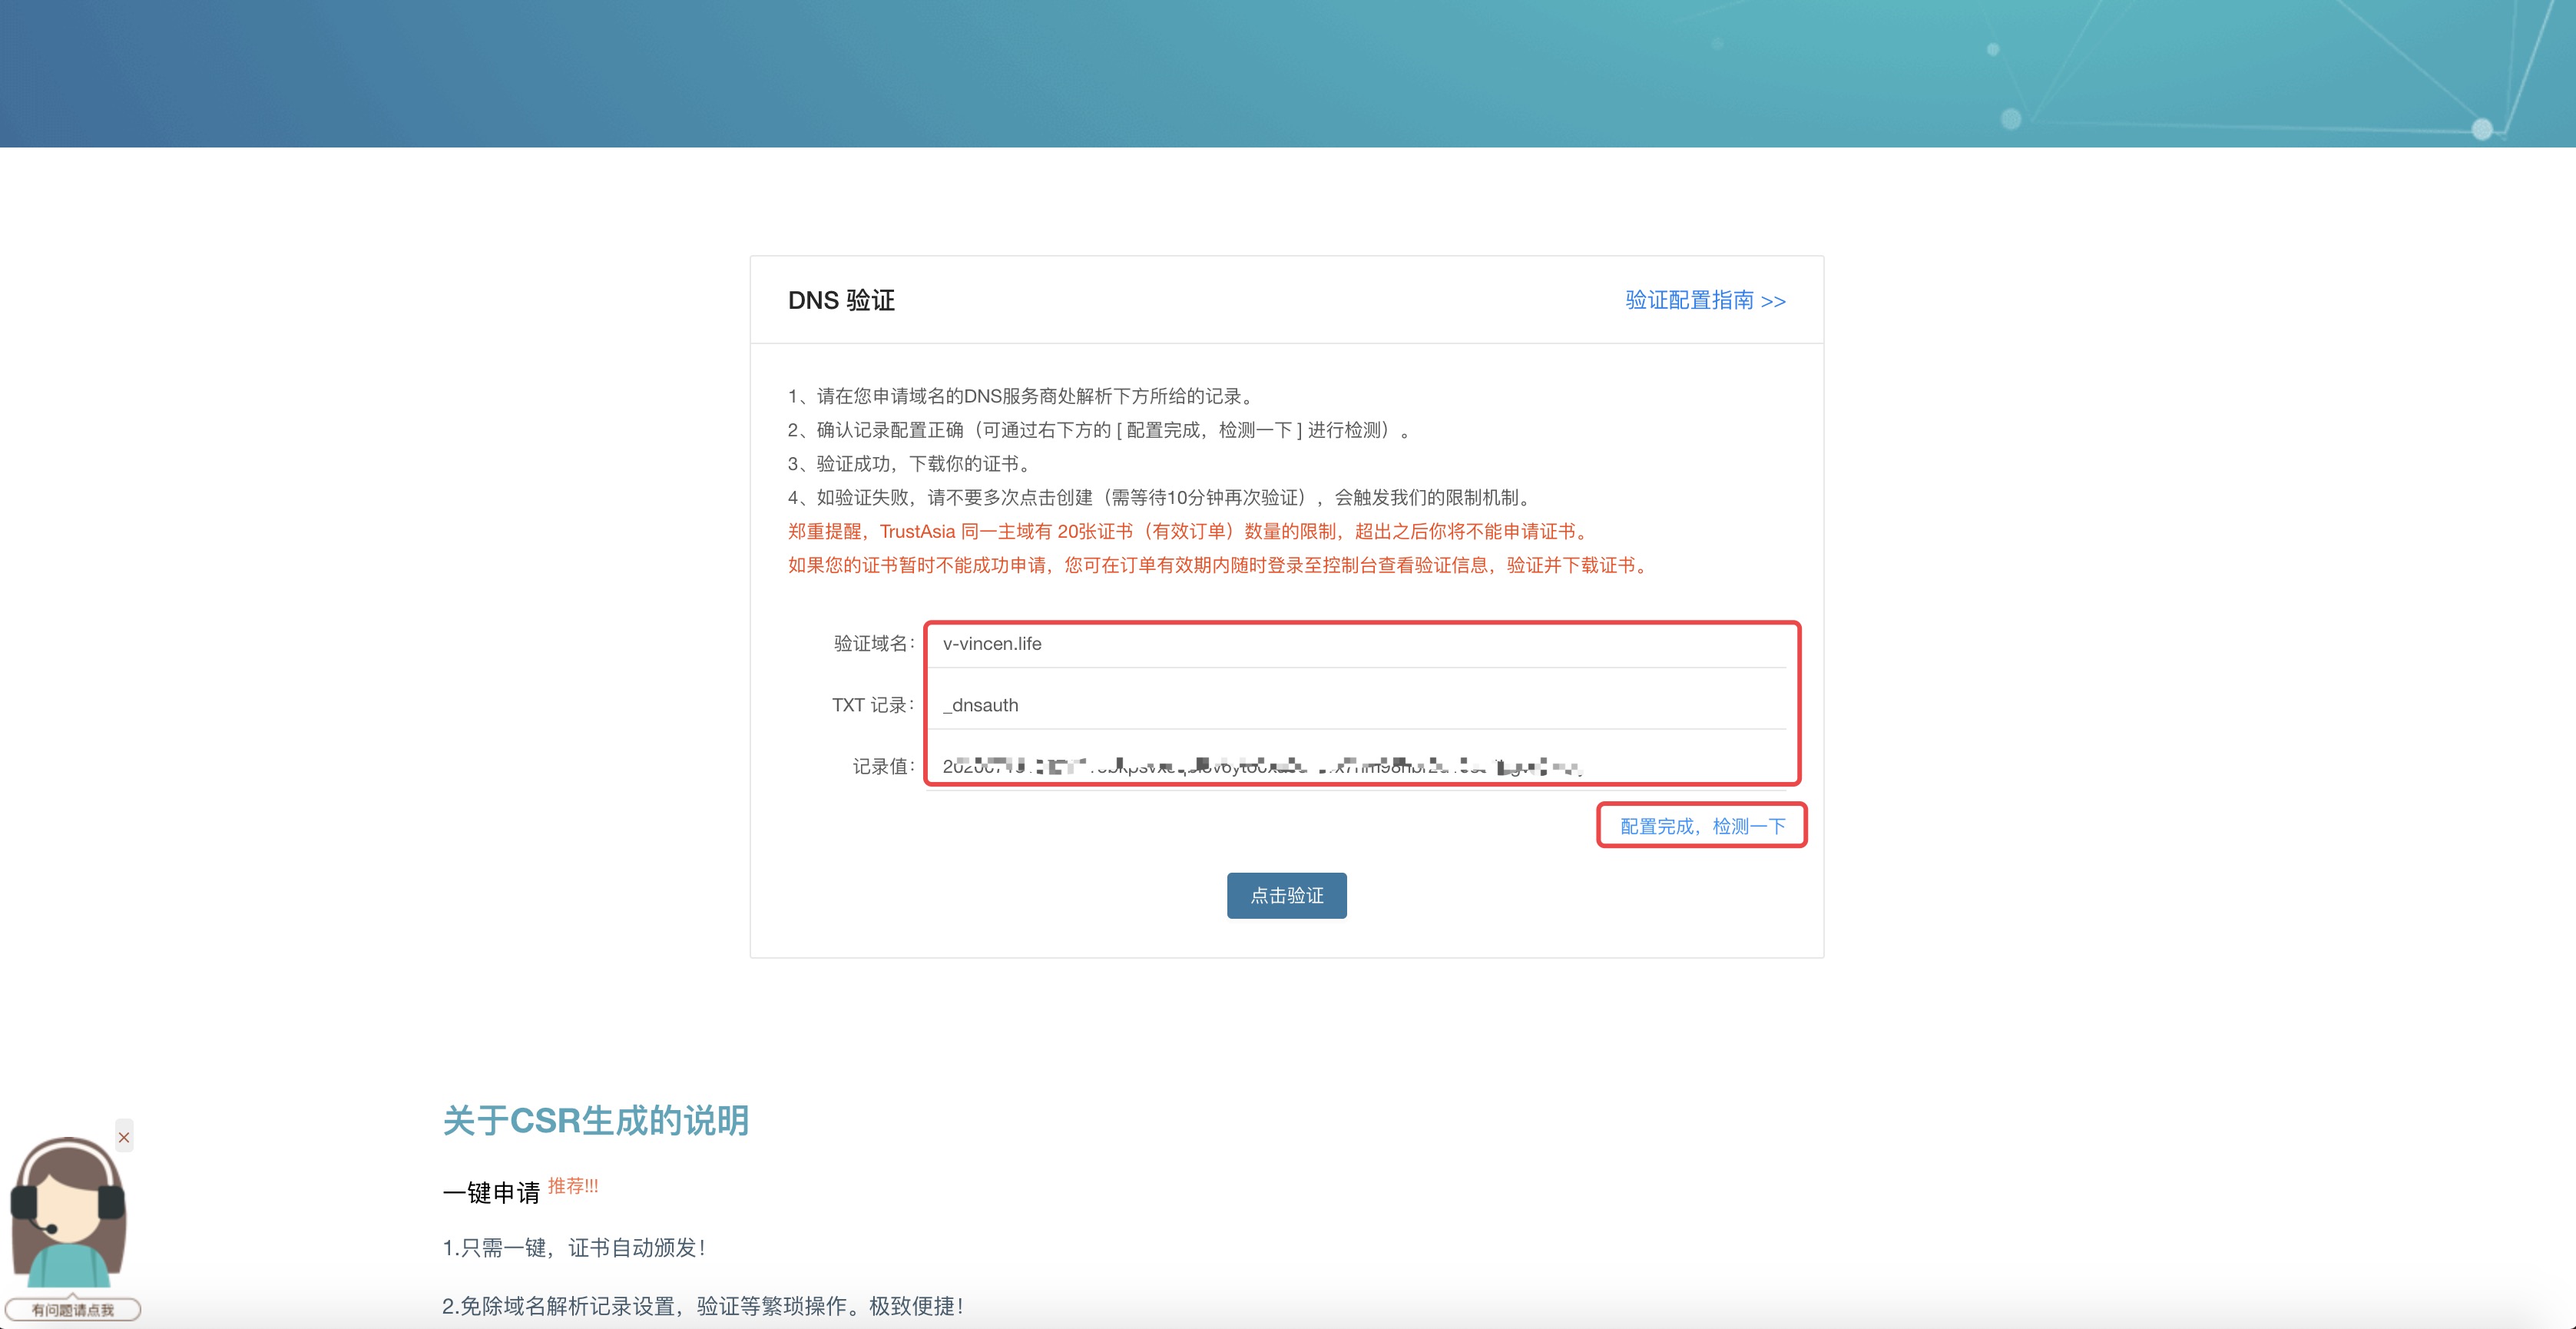 DNS 验证
验证配置指南 >>
1、请在您申请域名的DNS服务商处解析下方所给的记录。
2、确认记录配置正确（可通过右下方的 [ 配置完成，检测一下 ] 进行检测）。
3、验证成功，下载你的证书。
4、如验证失败，请不要多次点击创建（需等待10分钟再次验证），会触发我们的限制机制。
郑重提醒，TrustAsia 同一主域有 20张证书（有效订单）数量的限制，超出之后你将不能申请证书。
如果您的证书暂时不能成功申请，您可在订单有效期内随时登录至控制台查看验证信息，验证并下载证书。
验证域名： v-vincen.life
TXT 记录： _dnsauth
记录值：
配置完成，检测一下
点击验证
关于CSR生成的说明
一键申请 推荐!!!
1.只需一键，证书自动颁发！
2.免除域名解析记录设置，验证等繁琐操作。极致便捷！
×
有问题请点我